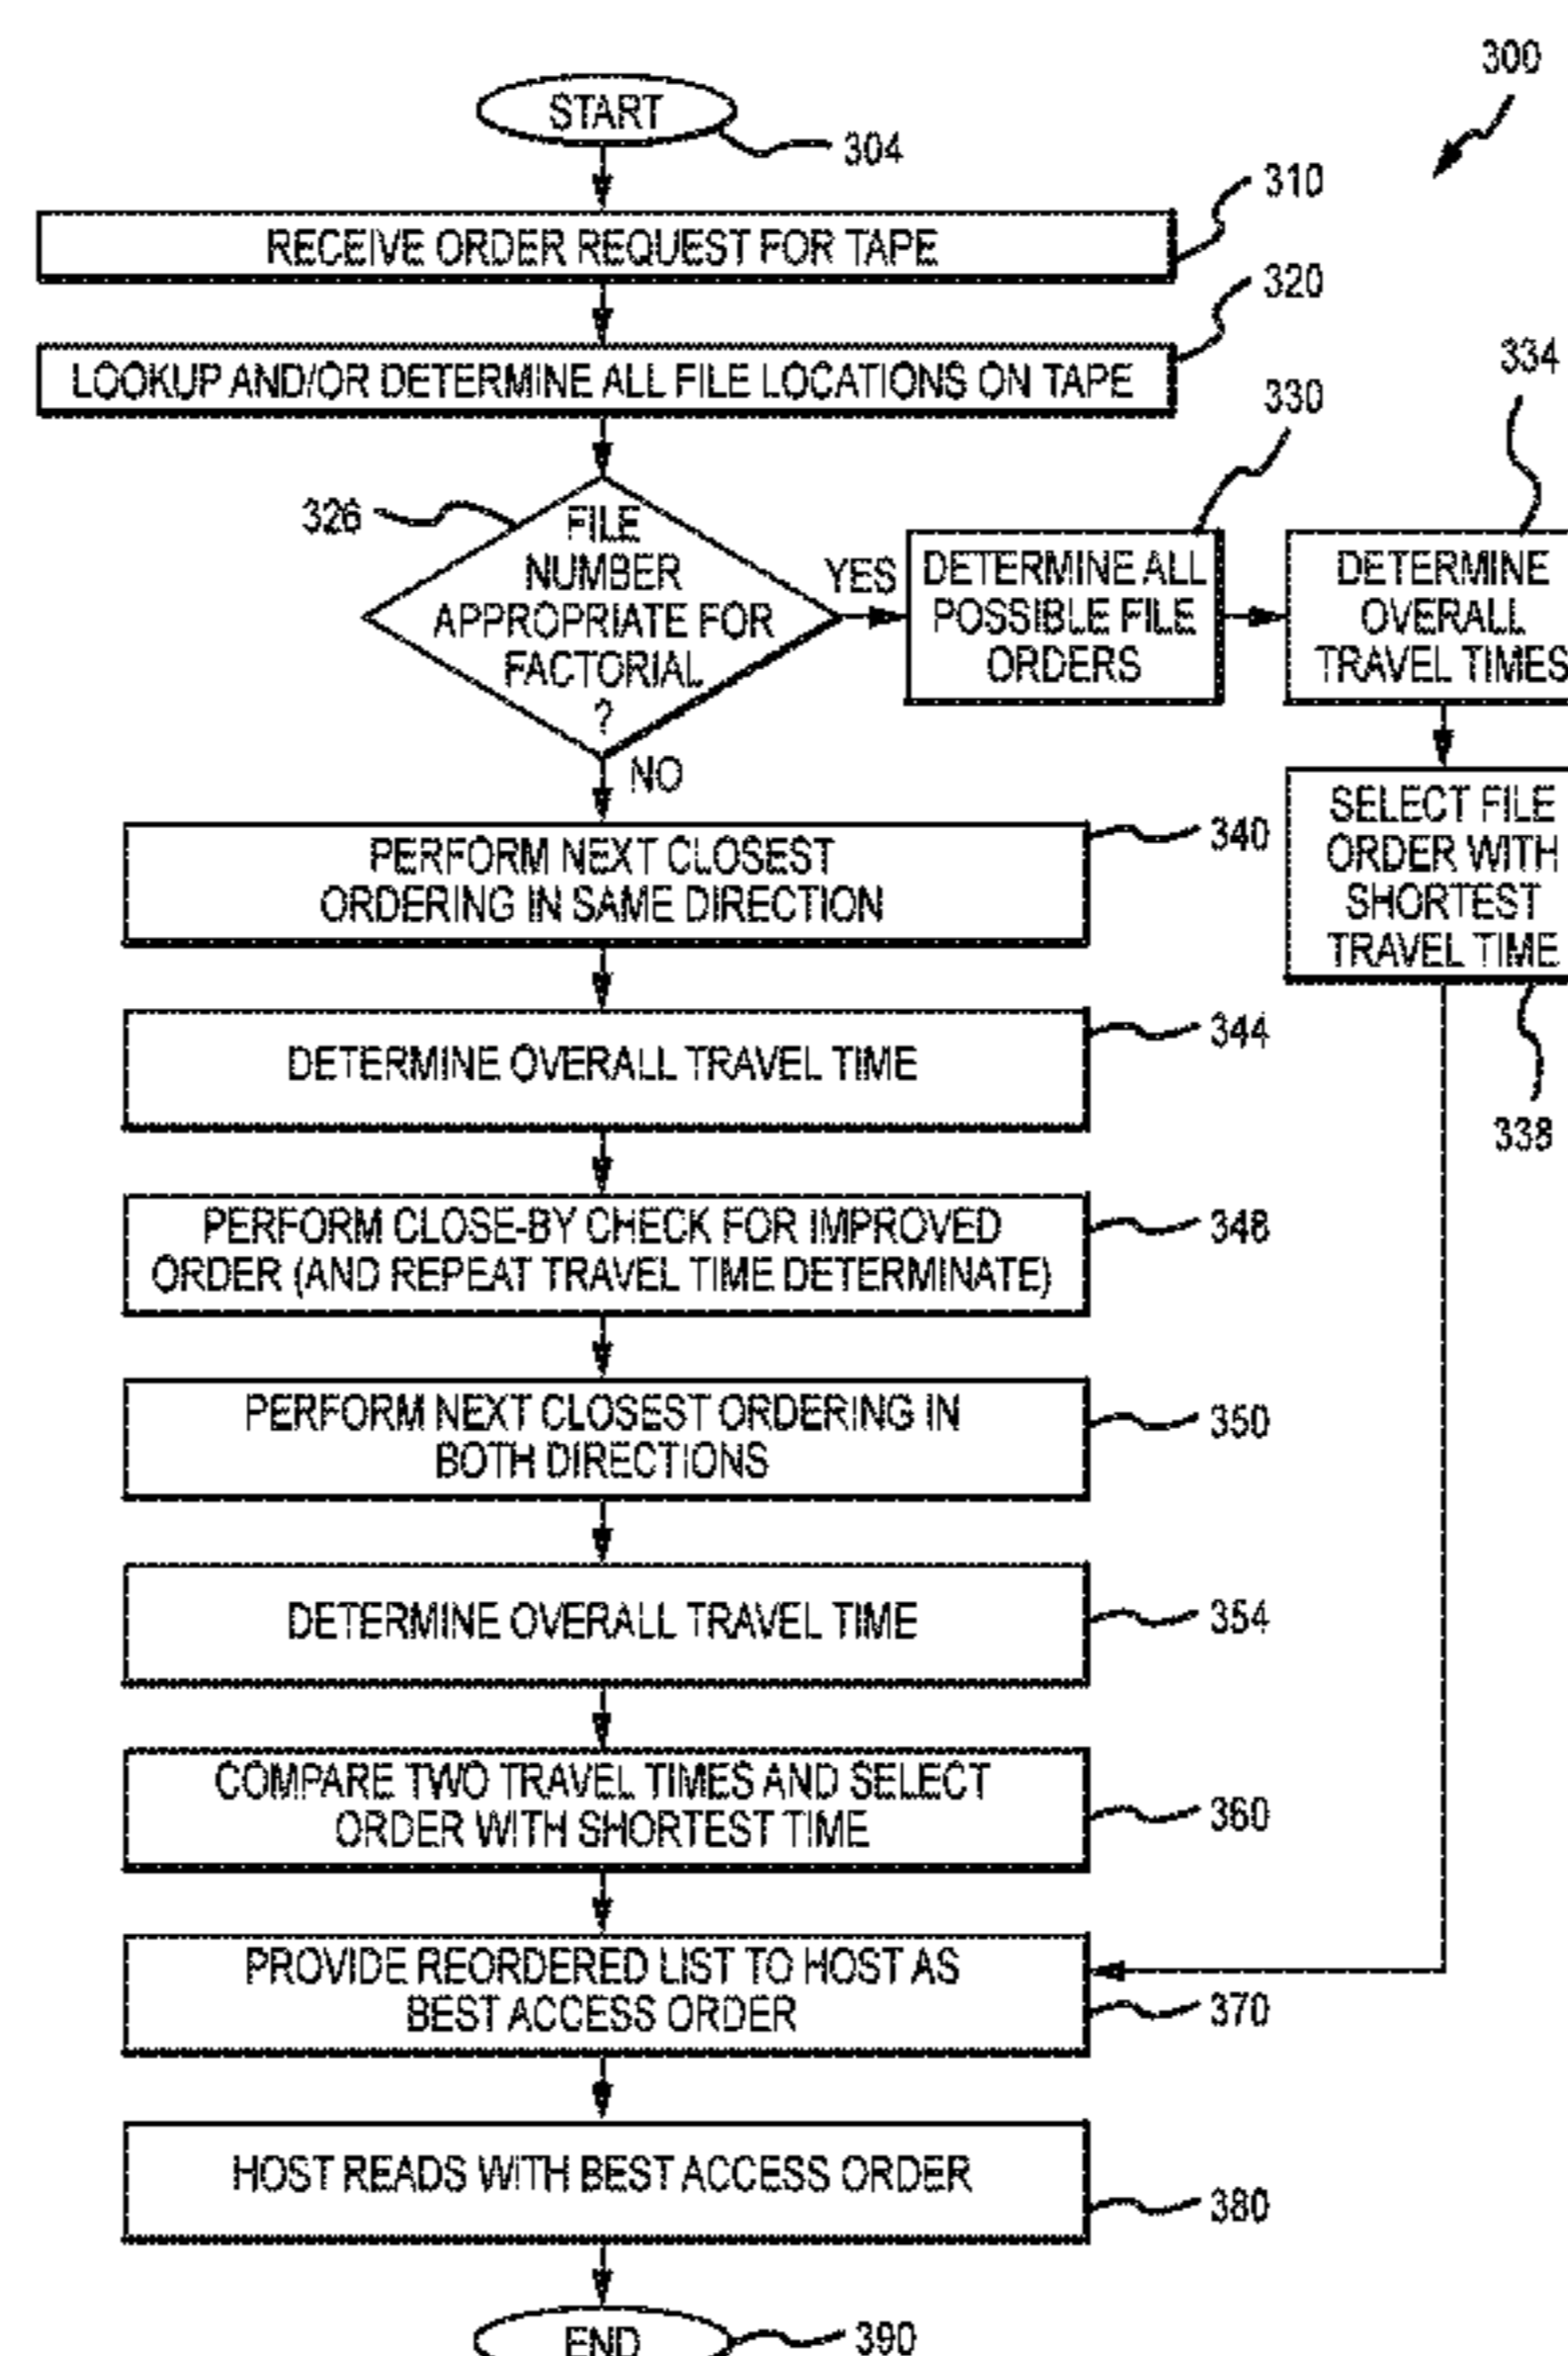 300
START
304
RECEIVE ORDER REQUEST FOR TAPE
310
LOOKUP AND/OR DETERMINE ALL FILE LOCATIONS ON TAPE
320
326
FILE
NUMBER
APPROPRIATE FOR
FACTORIAL
?
YES
NO
330
DETERMINE ALL
POSSIBLE FILE
ORDERS
334
DETERMINE
OVERALL
TRAVEL TIMES
SELECT FILE
ORDER WITH
SHORTEST
TRAVEL TIME
338
PERFORM NEXT CLOSEST
ORDERING IN SAME DIRECTION
340
DETERMINE OVERALL TRAVEL TIME
344
PERFORM CLOSE-BY CHECK FOR IMPROVED
ORDER (AND REPEAT TRAVEL TIME DETERMINATE)
348
PERFORM NEXT CLOSEST ORDERING IN
BOTH DIRECTIONS
350
DETERMINE OVERALL TRAVEL TIME
354
COMPARE TWO TRAVEL TIMES AND SELECT
ORDER WITH SHORTEST TIME
360
PROVIDE REORDERED LIST TO HOST AS
BEST ACCESS ORDER
370
HOST READS WITH BEST ACCESS ORDER
380
END
390